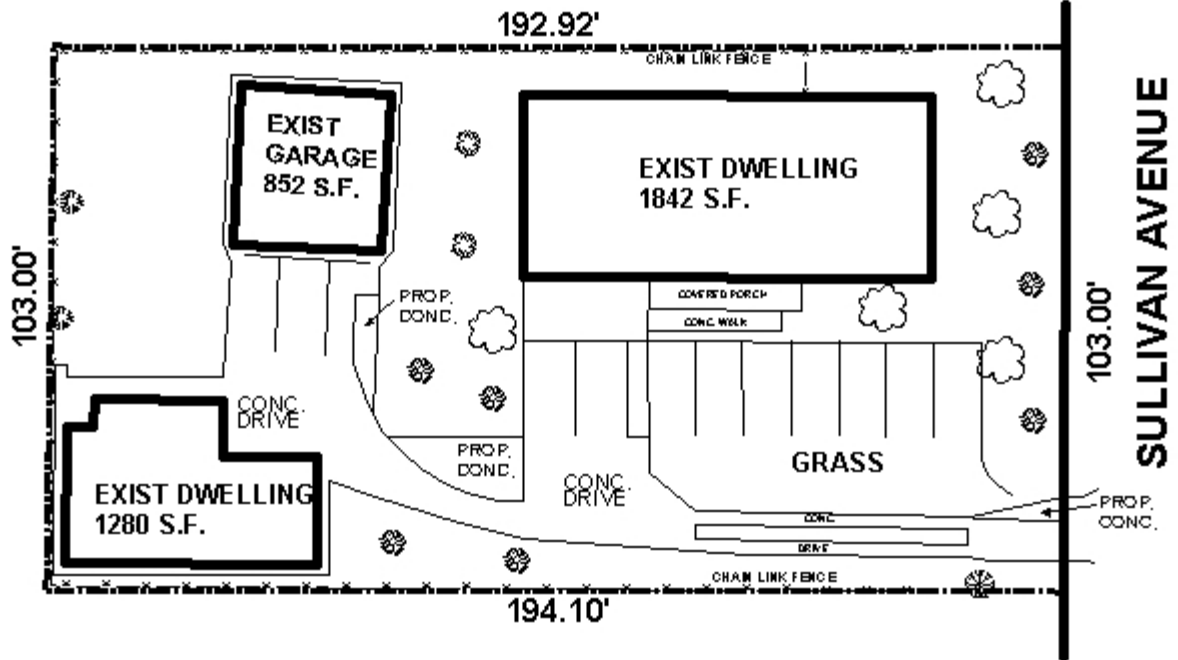 192.92'
CHAIN LINK FENCE
EXIST
GARAGE
852 S.F.
EXIST DWELLING
1842 S.F.
SULLIVAN AVENUE
103.00'
103.00'
PROP.
CONC.
COVERED PORCH
CONC. WALK
CONC.
DRIVE
PROP.
CONC.
GRASS
CONC.
DRIVE
EXIST DWELLING
1280 S.F.
PROP.
CONC.
CONC.
DRIVE
CHAIN LINK FENCE
194.10'